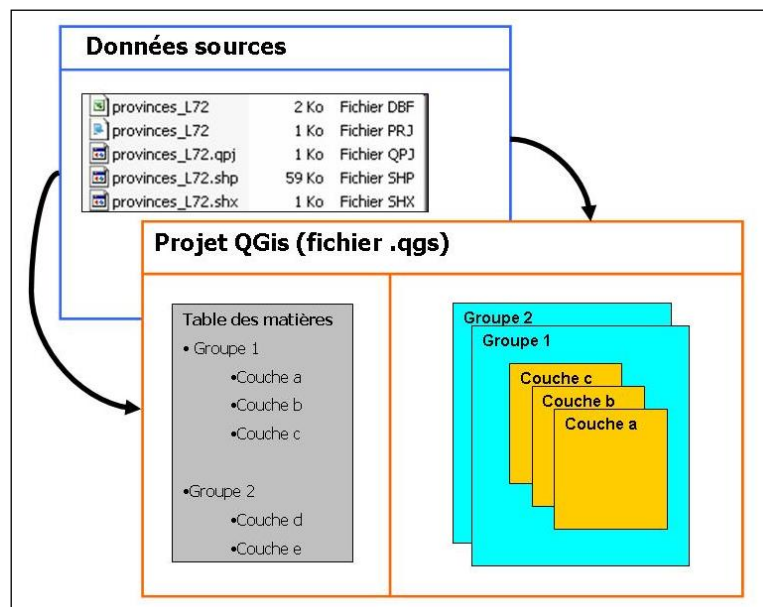 Données sources
provinces_L72 2 Ko Fichier DBF
provinces_L72 1 Ko Fichier PRJ
provinces_L72.qpj 1 Ko Fichier QPJ
provinces_L72.shp 59 Ko Fichier SHP
provinces_L72.shx 1 Ko Fichier SHX
Projet QGis (fichier .qgs)
Table des matières
• Groupe 1
•Couche a
•Couche b
•Couche c
•Groupe 2
•Couche d
•Couche e
Groupe 2
Groupe 1
Couche c
Couche b
Couche a